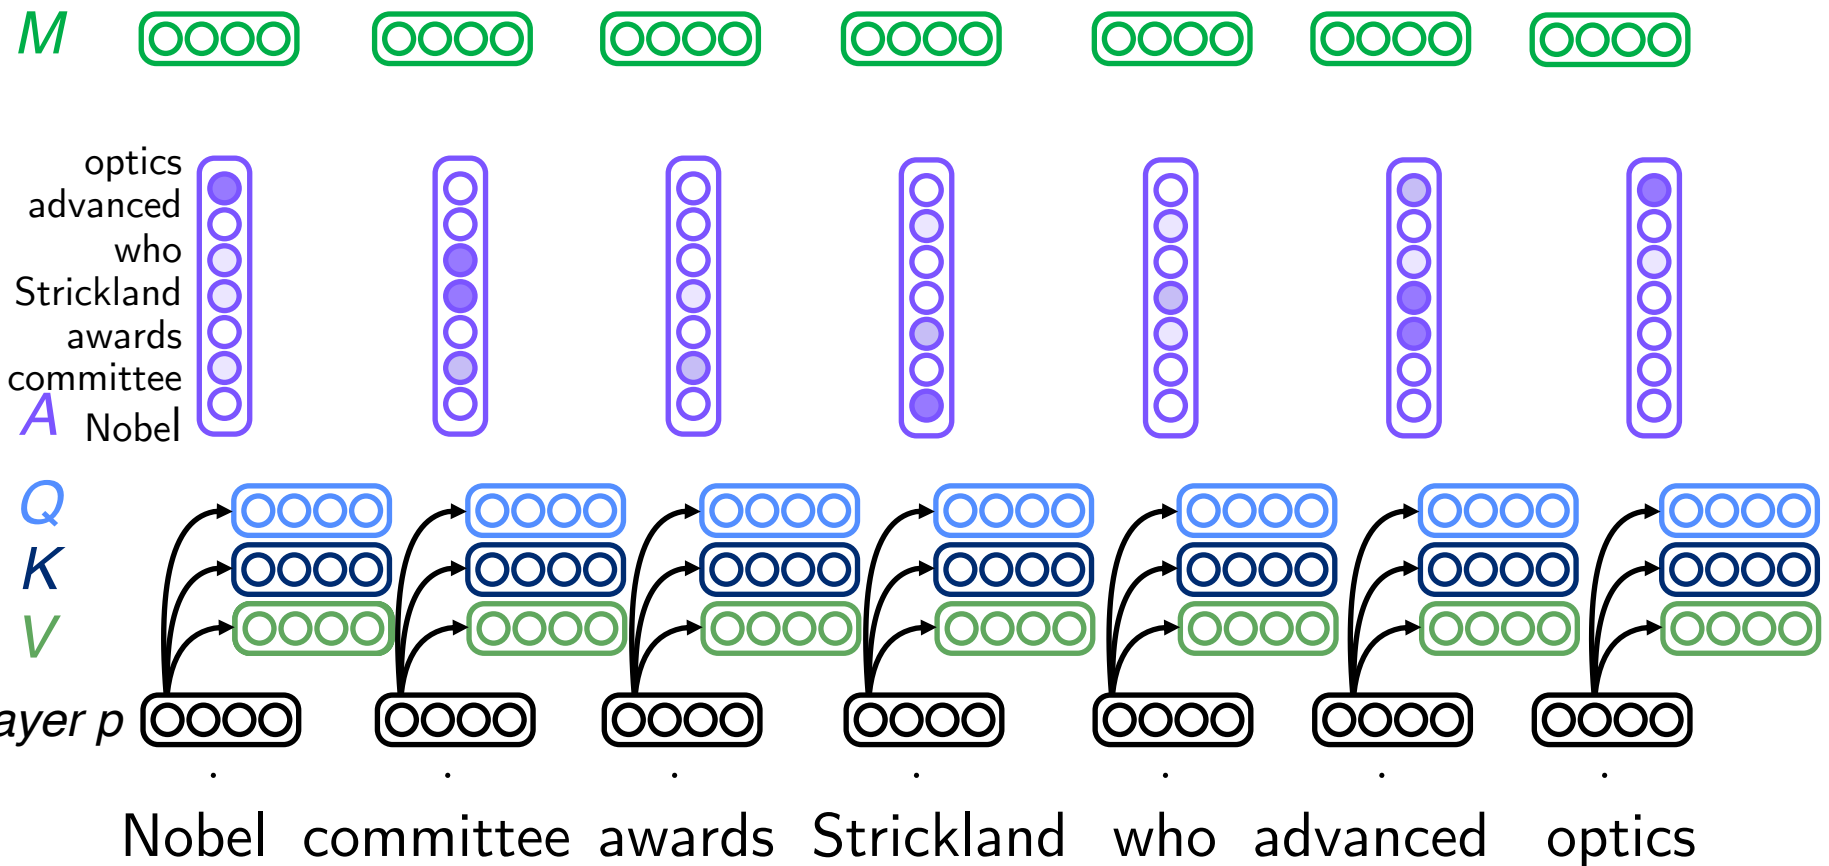 M
optics
advanced
who
Strickland
awards
committee
A Nobel
Q
K
V
ayer p
Nobel committee awards Strickland who advanced optics